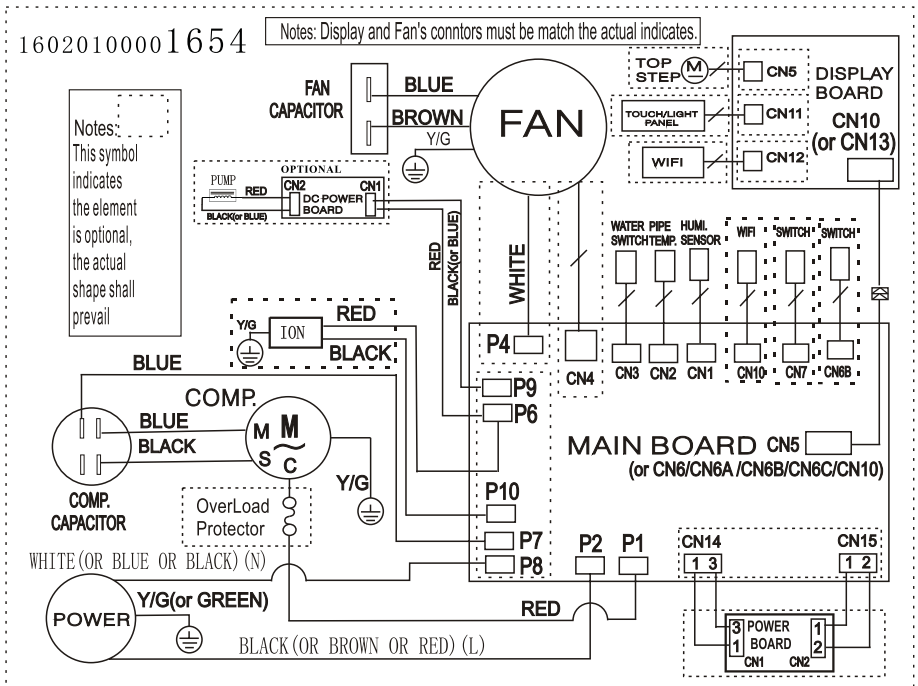 16020100001654
Notes: Display and Fan's conntors must be match the actual indicates.
Notes:
This symbol
indicates
the element
is optional,
the actual
shape shall
prevail
FAN
CAPACITOR
BLUE
BROWN
Y/G
FAN
TOP
STEP
M
CN5
TOUCH/LIGHT
PANEL
CN11
WIFI
CN12
DISPLAY
BOARD
CN10
(or CN13)
OPTIONAL
PUMP
RED
BLACK(or BLUE)
CN2
CN1
DC POWER
BOARD
RED
BLACK(or BLUE)
WHITE
WATER
SWITCH
PIPE
TEMP.
HUMI.
SENSOR
WIFI
SWITCH
SWITCH
Y/G
ION
RED
BLACK
P4
CN4
CN3
CN2
CN1
CN10
CN7
CN6B
P9
P6
BLUE
COMP.
BLUE
BLACK
M
S
C
M
Y/G
COMP.
CAPACITOR
OverLoad
Protector
MAIN BOARD
CN5
(or CN6/CN6A /CN6B/CN6C/CN10)
P10
P7
P8
P2
P1
CN14
1 3
CN15
1 2
WHITE(OR BLUE OR BLACK)(N)
POWER
Y/G(or GREEN)
RED
BLACK(OR BROWN OR RED)(L)
3
1
POWER
BOARD
1
2
CN1
CN2